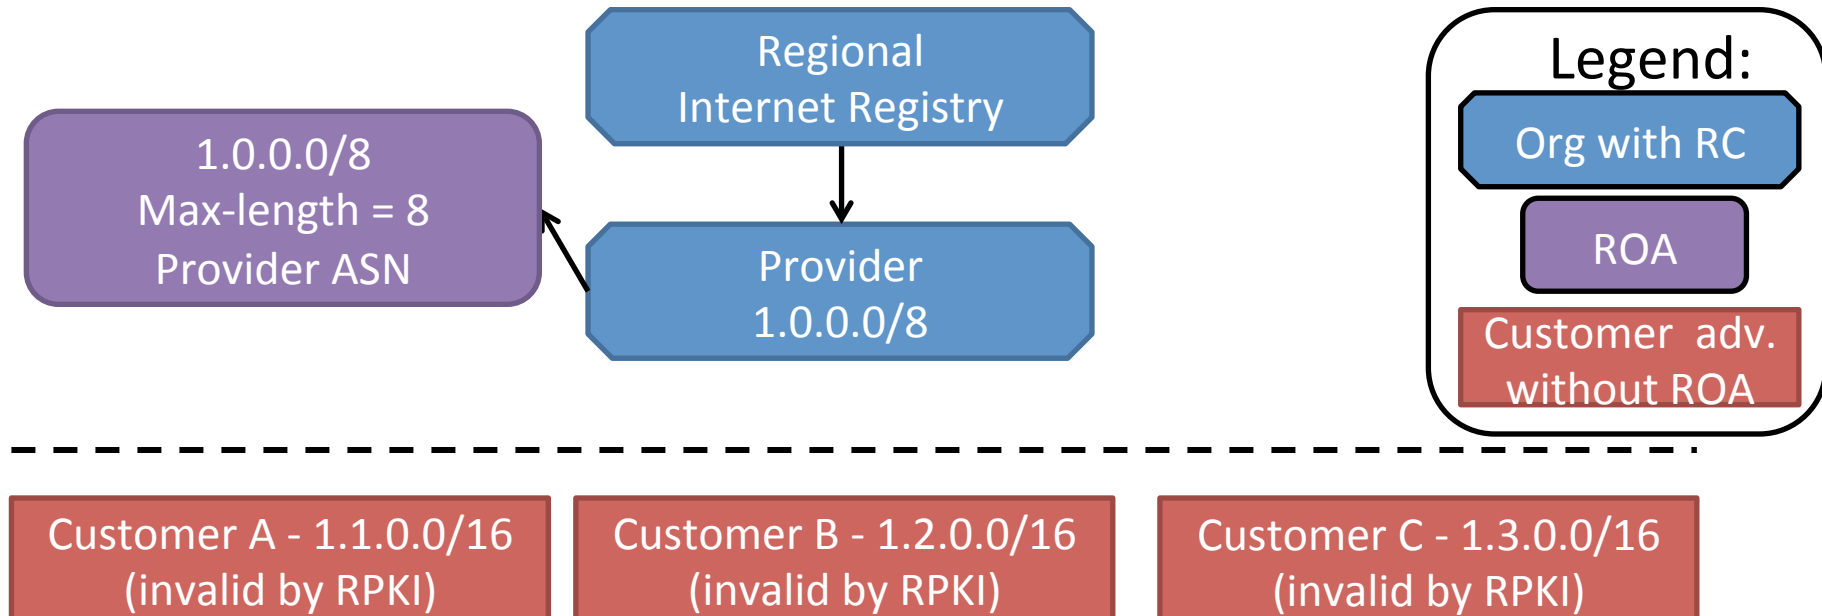 Regional
Internet Registry
1.0.0.0/8
Max-length = 8
Provider ASN
Provider
1.0.0.0/8
Legend:
Org with RC
ROA
Customer adv.
without ROA
Customer A - 1.1.0.0/16
(invalid by RPKI)
Customer B - 1.2.0.0/16
(invalid by RPKI)
Customer C - 1.3.0.0/16
(invalid by RPKI)